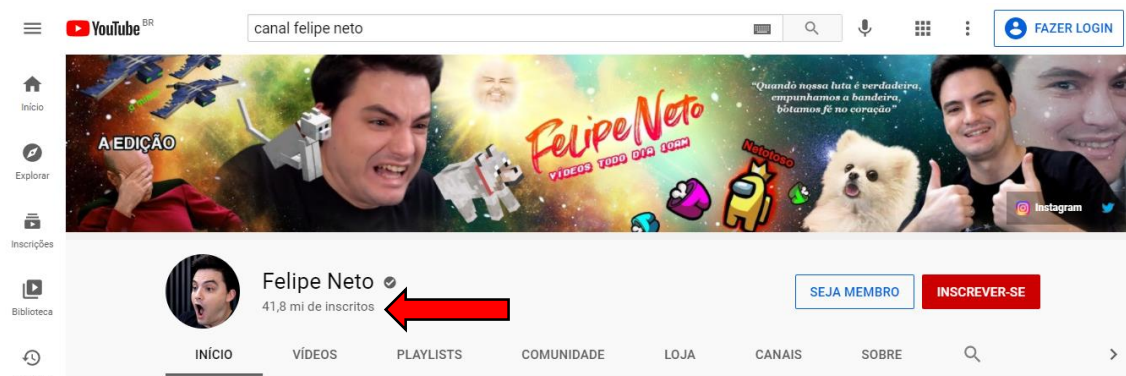 YouTube BR
canal felipe neto
FAZER LOGIN
Início
Explorar
Inscrições
Biblioteca
A EDIÇÃO
Felipe Neto
VIDEOS TODO DIA 10AM
"Quando nossa luta é verdadeira,
empunhamos a bandeira,
botamos fé no coração"
Netofoso
Instagram
Felipe Neto
41,8 mi de inscritos
SEJA MEMBRO
INSCREVER-SE
INÍCIO VÍDEOS PLAYLISTS COMUNIDADE LOJA CANAIS SOBRE